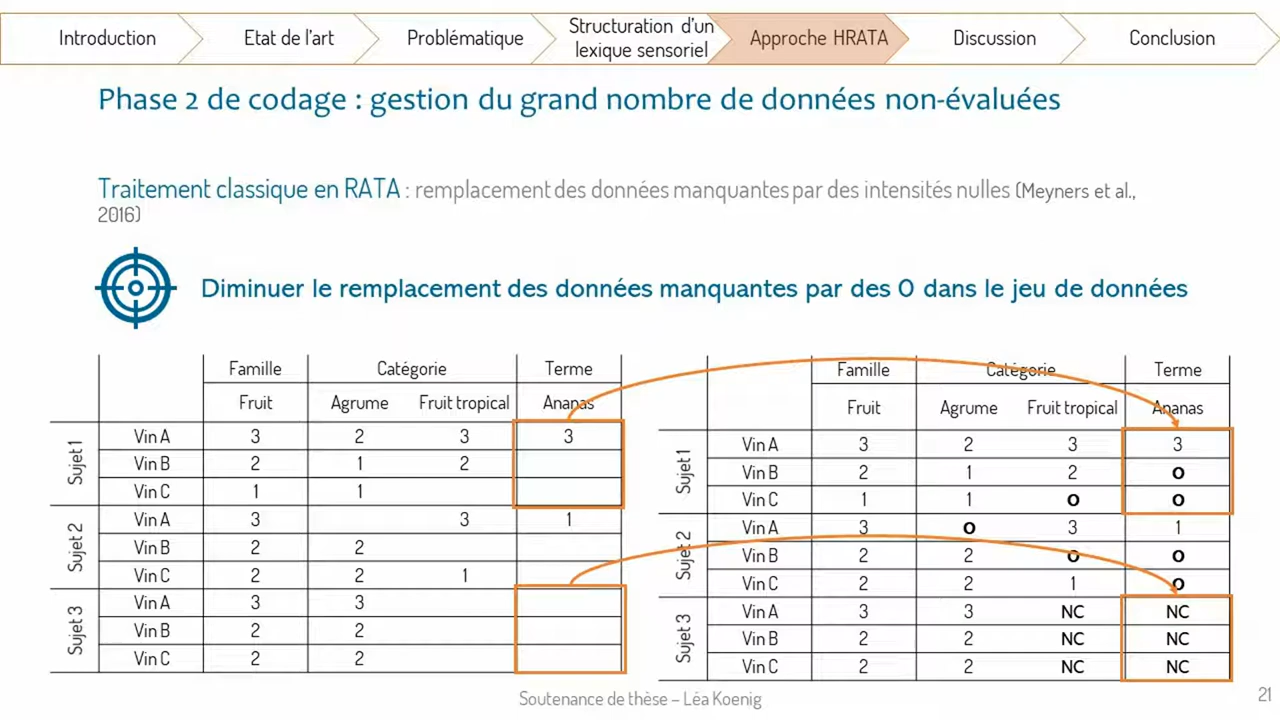 Introduction Etat de l'art Problématique Structuration d'un lexique sensoriel Approche HRATA Discussion Conclusion
Phase 2 de codage : gestion du grand nombre de données non-évaluées
Traitement classique en RATA : remplacement des données manquantes par des intensités nulles (Meyners et al.,
2016)
Diminuer le remplacement des données manquantes par des 0 dans le jeu de données
Famille Catégorie Terme
Fruit Agrume Fruit tropical Ananas
Sujet 1
Vin A 3 2 3 3
Vin B 2 1 2
Vin C 1 1
Sujet 2
Vin A 3 3 1
Vin B 2 2
Vin C 2 2 1
Sujet 3
Vin A 3 3
Vin B 2 2
Vin C 2 2
Famille Catégorie Terme
Fruit Agrume Fruit tropical Ananas
Sujet 1
Vin A 3 2 3 3
Vin B 2 1 2 0
Vin C 1 1 0 0
Sujet 2
Vin A 3 0 3 1
Vin B 2 2 0 0
Vin C 2 2 1 0
Sujet 3
Vin A 3 3 NC NC
Vin B 2 2 NC NC
Vin C 2 2 NC NC
Soutenance de thèse – Léa Koenig
21